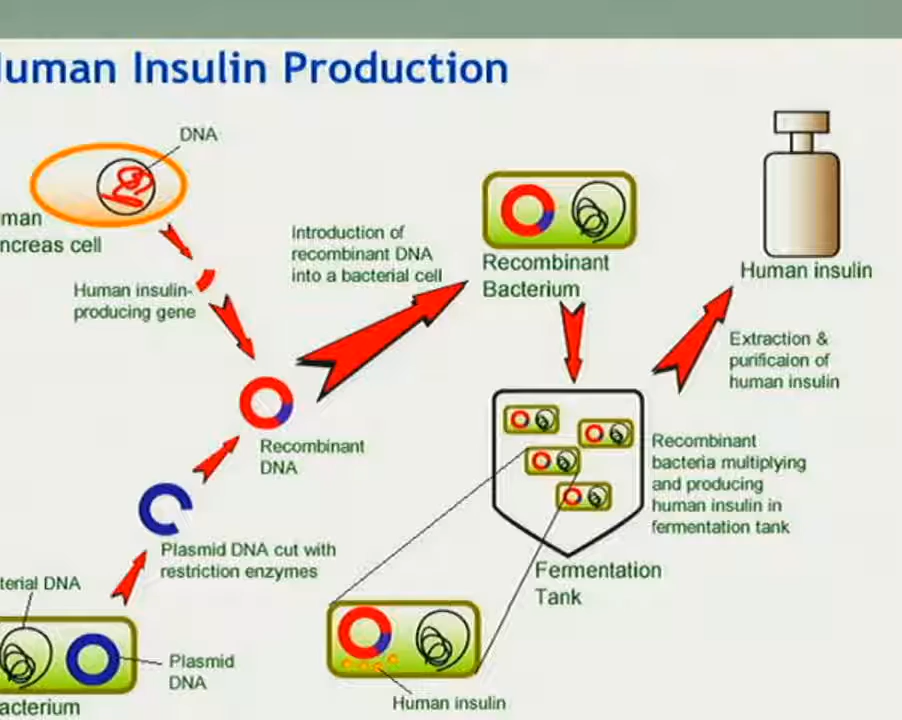 uman Insulin Production
DNA
man
ncreas cell
Human insulin-
producing gene
Introduction of
recombinant DNA
into a bacterial cell
Recombinant
Bacterium
Human insulin
Extraction &
purificaion of
human insulin
Recombinant
DNA
Recombinant
bacteria multiplying
and producing
human insulin in
fermentation tank
Plasmid DNA cut with
restriction enzymes
Fermentation
Tank
terial DNA
Plasmid
DNA
acterium
Human insulin